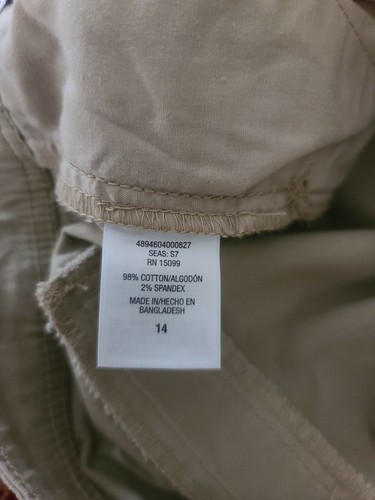 4894604000827
SEAS: S7
RN 15099
98% COTTON/ALGODÓN
2% SPANDEX
MADE IN/HECHO EN
BANGLADESH
14